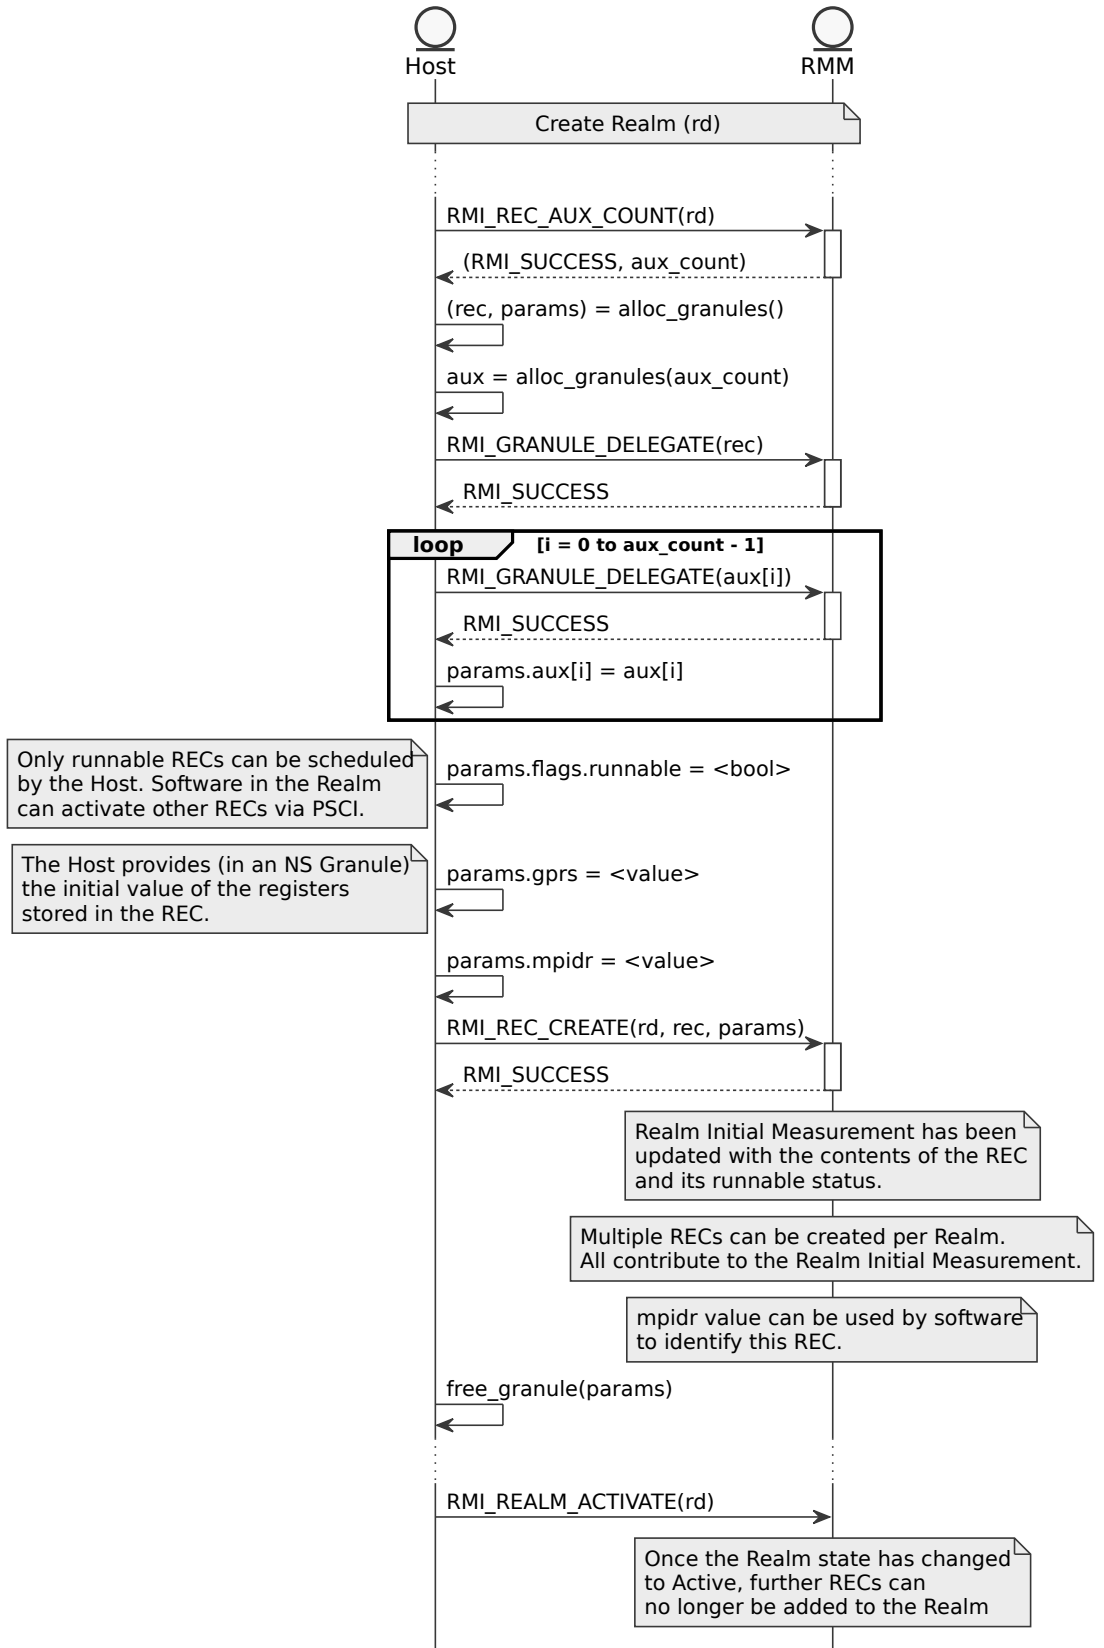 Host
RMM
Create Realm (rd)
RMI_REC_AUX_COUNT(rd)
(RMI_SUCCESS, aux_count)
(rec, params) = alloc_granules()
aux = alloc_granules(aux_count)
RMI_GRANULE_DELEGATE(rec)
RMI_SUCCESS
loop
[i = 0 to aux_count - 1]
RMI_GRANULE_DELEGATE(aux[i])
RMI_SUCCESS
params.aux[i] = aux[i]
Only runnable RECs can be scheduled
by the Host. Software in the Realm
can activate other RECs via PSCI.
params.flags.runnable = <bool>
The Host provides (in an NS Granule)
the initial value of the registers
stored in the REC.
params.gprs = <value>
params.mpidr = <value>
RMI_REC_CREATE(rd, rec, params)
RMI_SUCCESS
Realm Initial Measurement has been
updated with the contents of the REC
and its runnable status.
Multiple RECs can be created per Realm.
All contribute to the Realm Initial Measurement.
mpidr value can be used by software
to identify this REC.
free_granule(params)
RMI_REALM_ACTIVATE(rd)
Once the Realm state has changed
to Active, further RECs can
no longer be added to the Realm